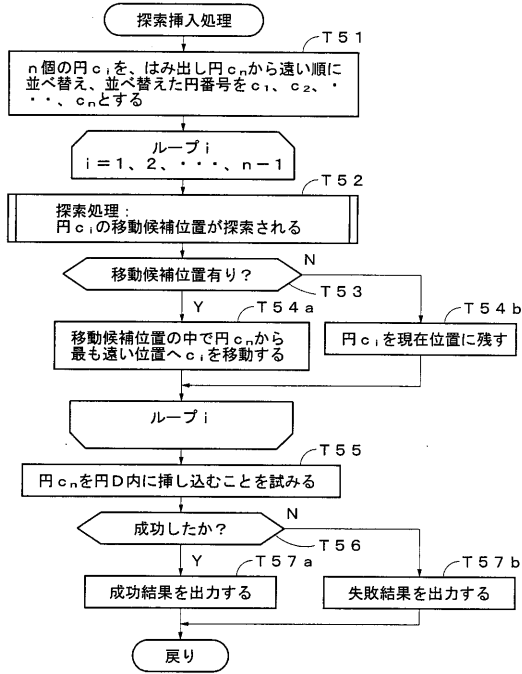 探索挿入処理
T51
n個の円cᵢを、はみ出し円cₙから遠い順に
並べ替え、並べ替えた円番号をc₁、c₂、・
・・、cₙとする
ループi
i=1、2、・・・、n-1
T52
探索処理:
円cᵢの移動候補位置が探索される
N
移動候補位置有り?
T53
Y
T54a
T54b
移動候補位置の中で円cₙから
最も遠い位置へcᵢを移動する
円cᵢを現在位置に残す
ループi
T55
円cₙを円D内に挿し込むことを試みる
N
成功したか?
T56
Y
T57a
T57b
成功結果を出力する
失敗結果を出力する
戻り